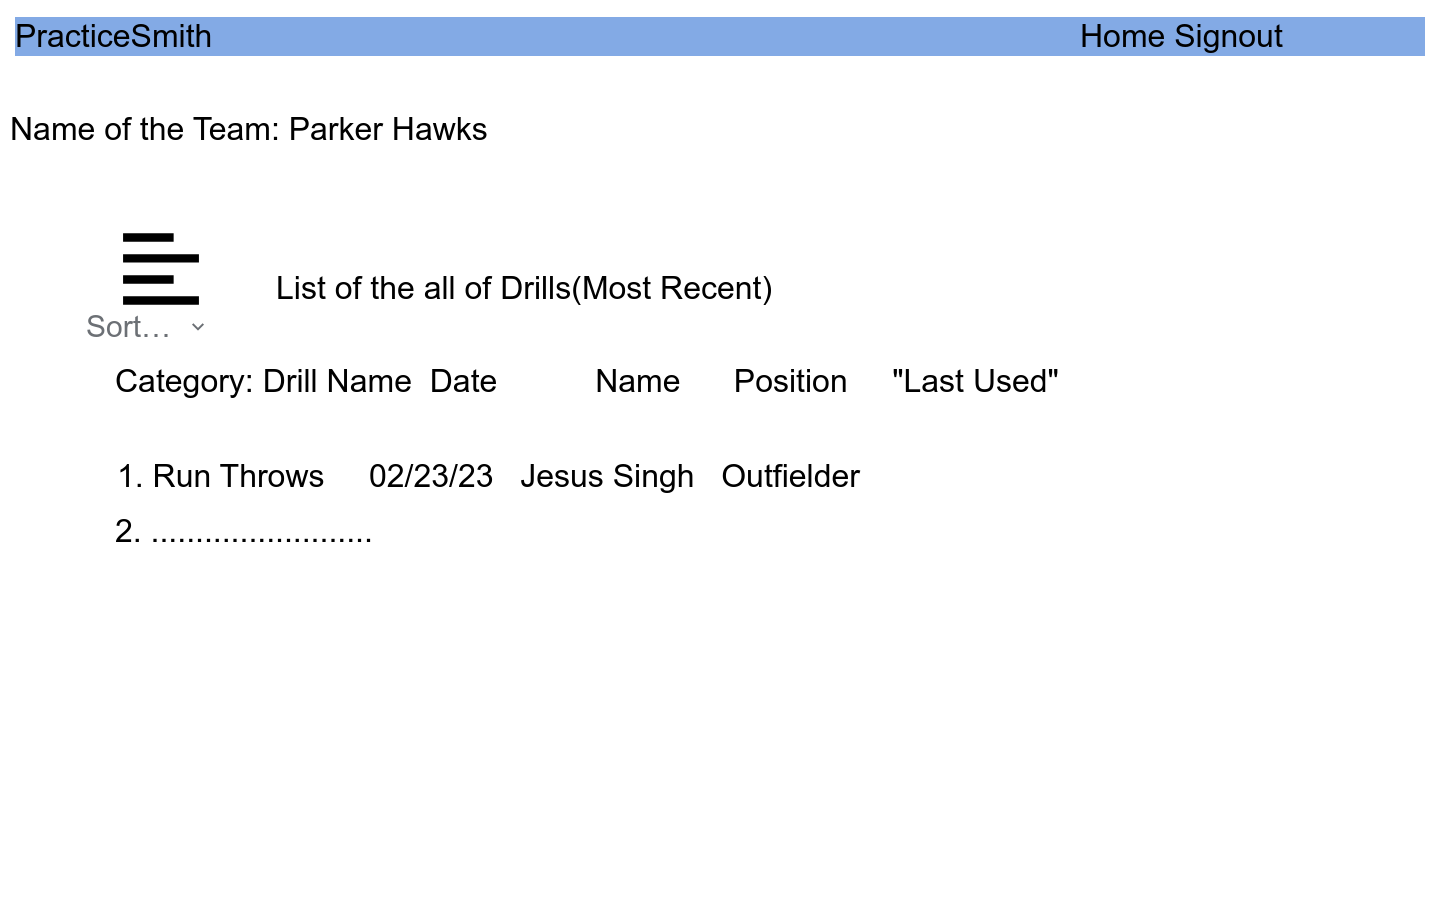 PracticeSmith Home Signout
Name of the Team: Parker Hawks
List of the all of Drills(Most Recent)
Sort...
Category: Drill Name Date Name Position "Last Used"
1. Run Throws 02/23/23 Jesus Singh Outfielder
2. .........................